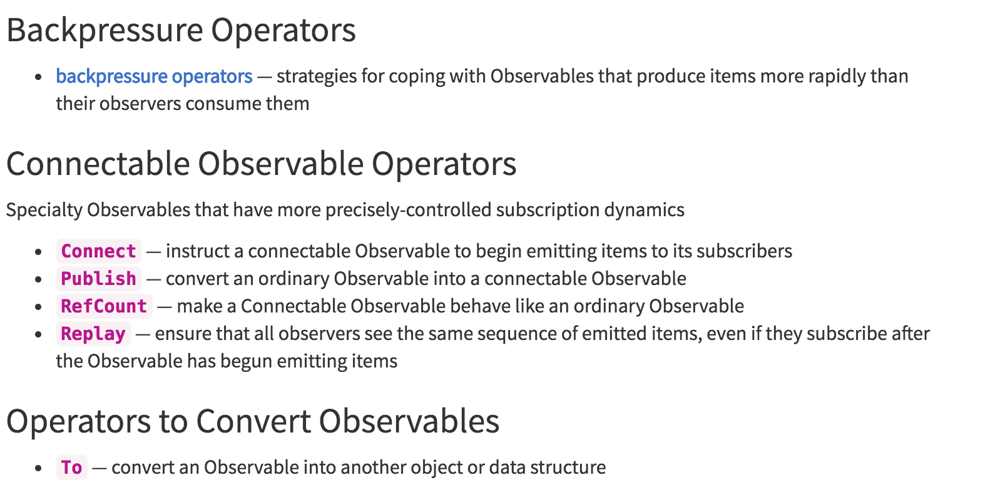 Backpressure Operators
• backpressure operators — strategies for coping with Observables that produce items more rapidly than
their observers consume them
Connectable Observable Operators
Specialty Observables that have more precisely-controlled subscription dynamics
• Connect — instruct a connectable Observable to begin emitting items to its subscribers
• Publish — convert an ordinary Observable into a connectable Observable
• RefCount — make a Connectable Observable behave like an ordinary Observable
• Replay — ensure that all observers see the same sequence of emitted items, even if they subscribe after
the Observable has begun emitting items
Operators to Convert Observables
• To — convert an Observable into another object or data structure